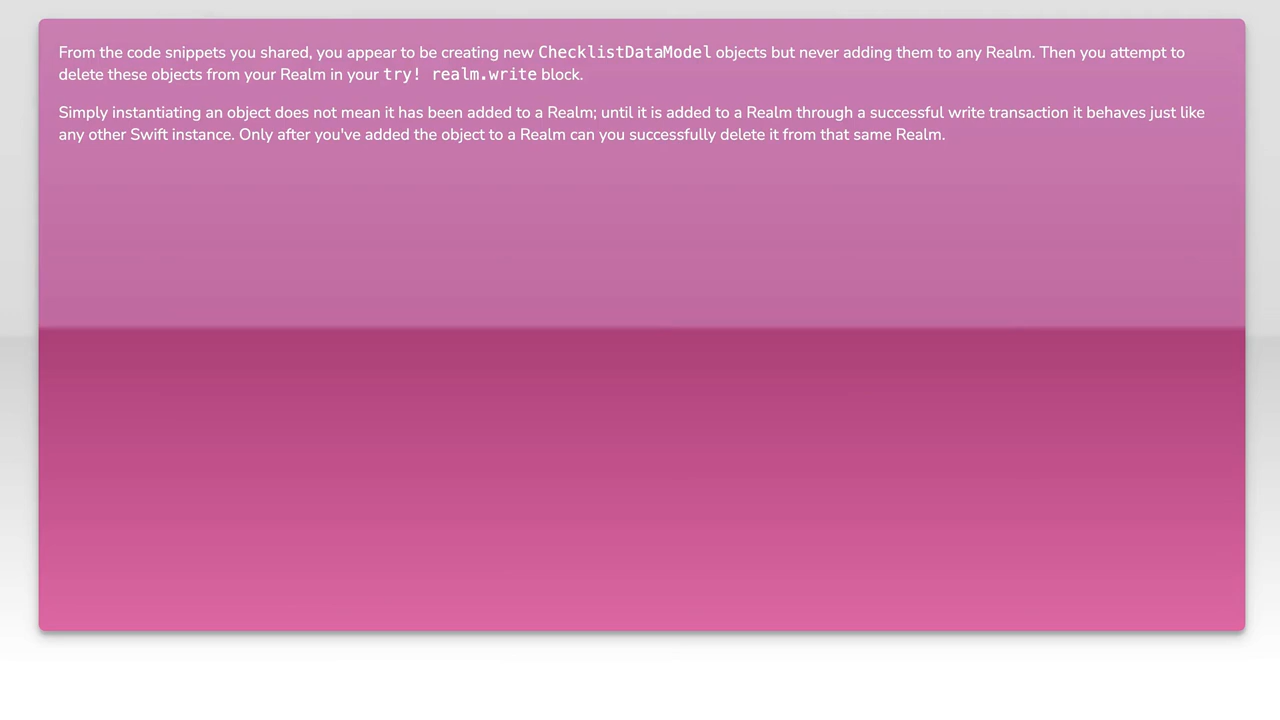 From the code snippets you shared, you appear to be creating new ChecklistDataModel objects but never adding them to any Realm. Then you attempt to
delete these objects from your Realm in your try! realm.write block.
Simply instantiating an object does not mean it has been added to a Realm; until it is added to a Realm through a successful write transaction it behaves just like
any other Swift instance. Only after you've added the object to a Realm can you successfully delete it from that same Realm.